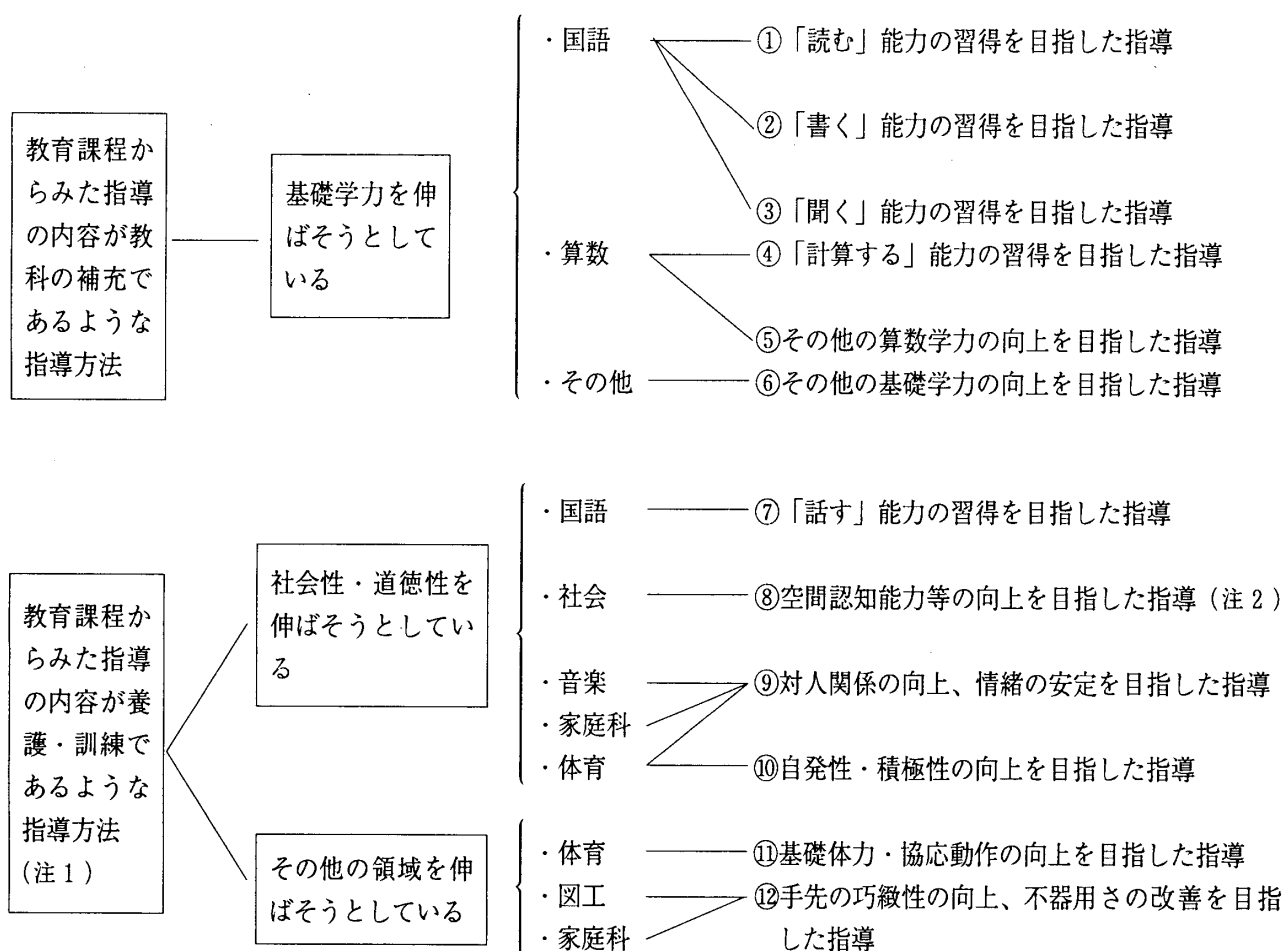 教育課程か
らみた指導
の内容が教
科の補充で
あるような
指導方法
基礎学力を伸
ばそうとして
いる
・国語
①「読む」能力の習得を目指した指導
②「書く」能力の習得を目指した指導
③「聞く」能力の習得を目指した指導
・算数
④「計算する」能力の習得を目指した指導
⑤その他の算数学力の向上を目指した指導
・その他
⑥その他の基礎学力の向上を目指した指導
教育課程か
らみた指導
の内容が養
護・訓練で
あるような
指導方法
(注1)
社会性・道徳性を
伸ばそうとしてい
る
・国語
⑦「話す」能力の習得を目指した指導
・社会
⑧空間認知能力等の向上を目指した指導(注2)
・音楽
⑨対人関係の向上、情緒の安定を目指した指導
・家庭科
・体育
⑩自発性・積極性の向上を目指した指導
その他の領域を伸
ばそうとしている
・体育
⑪基礎体力・協応動作の向上を目指した指導
・図工
⑫手先の巧緻性の向上、不器用さの改善を目指
した指導
・家庭科